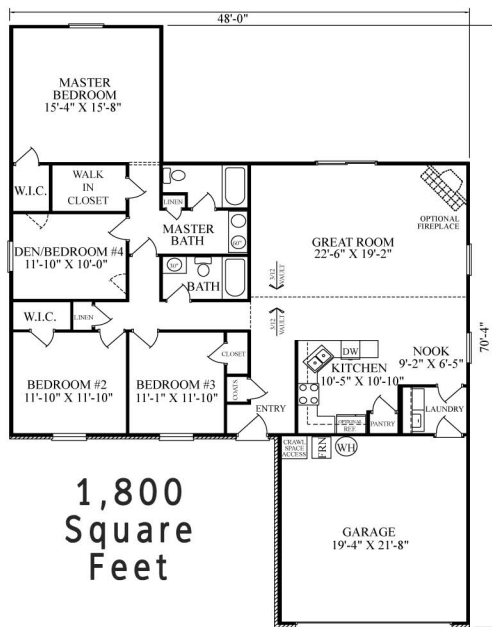 48'-0"
MASTER
BEDROOM
15'-4" X 15'-8"
W.I.C.
WALK
IN
CLOSET
LINEN
MASTER
BATH
60"
OPTIONAL
FIREPLACE
DEN/BEDROOM #4
11'-10" X 10'-0"
GREAT ROOM
22'-6" X 19'-2"
30"
BATH
3/12
VAULT
3/12
VAULT
70'-4"
W.I.C.
LINEN
CLOSET
DW
KITCHEN
10'-5" X 10'-10"
NOOK
9'-2" X 6'-5"
BEDROOM #2
11'-10" X 11'-10"
BEDROOM #3
11'-1" X 11'-10"
COATS
ENTRY
OPTIONAL
REF.
PANTRY
LAUNDRY
CRAWL
SPACE
ACCESS
FRN
WH
1,800
Square
Feet
GARAGE
19'-4" X 21'-8"